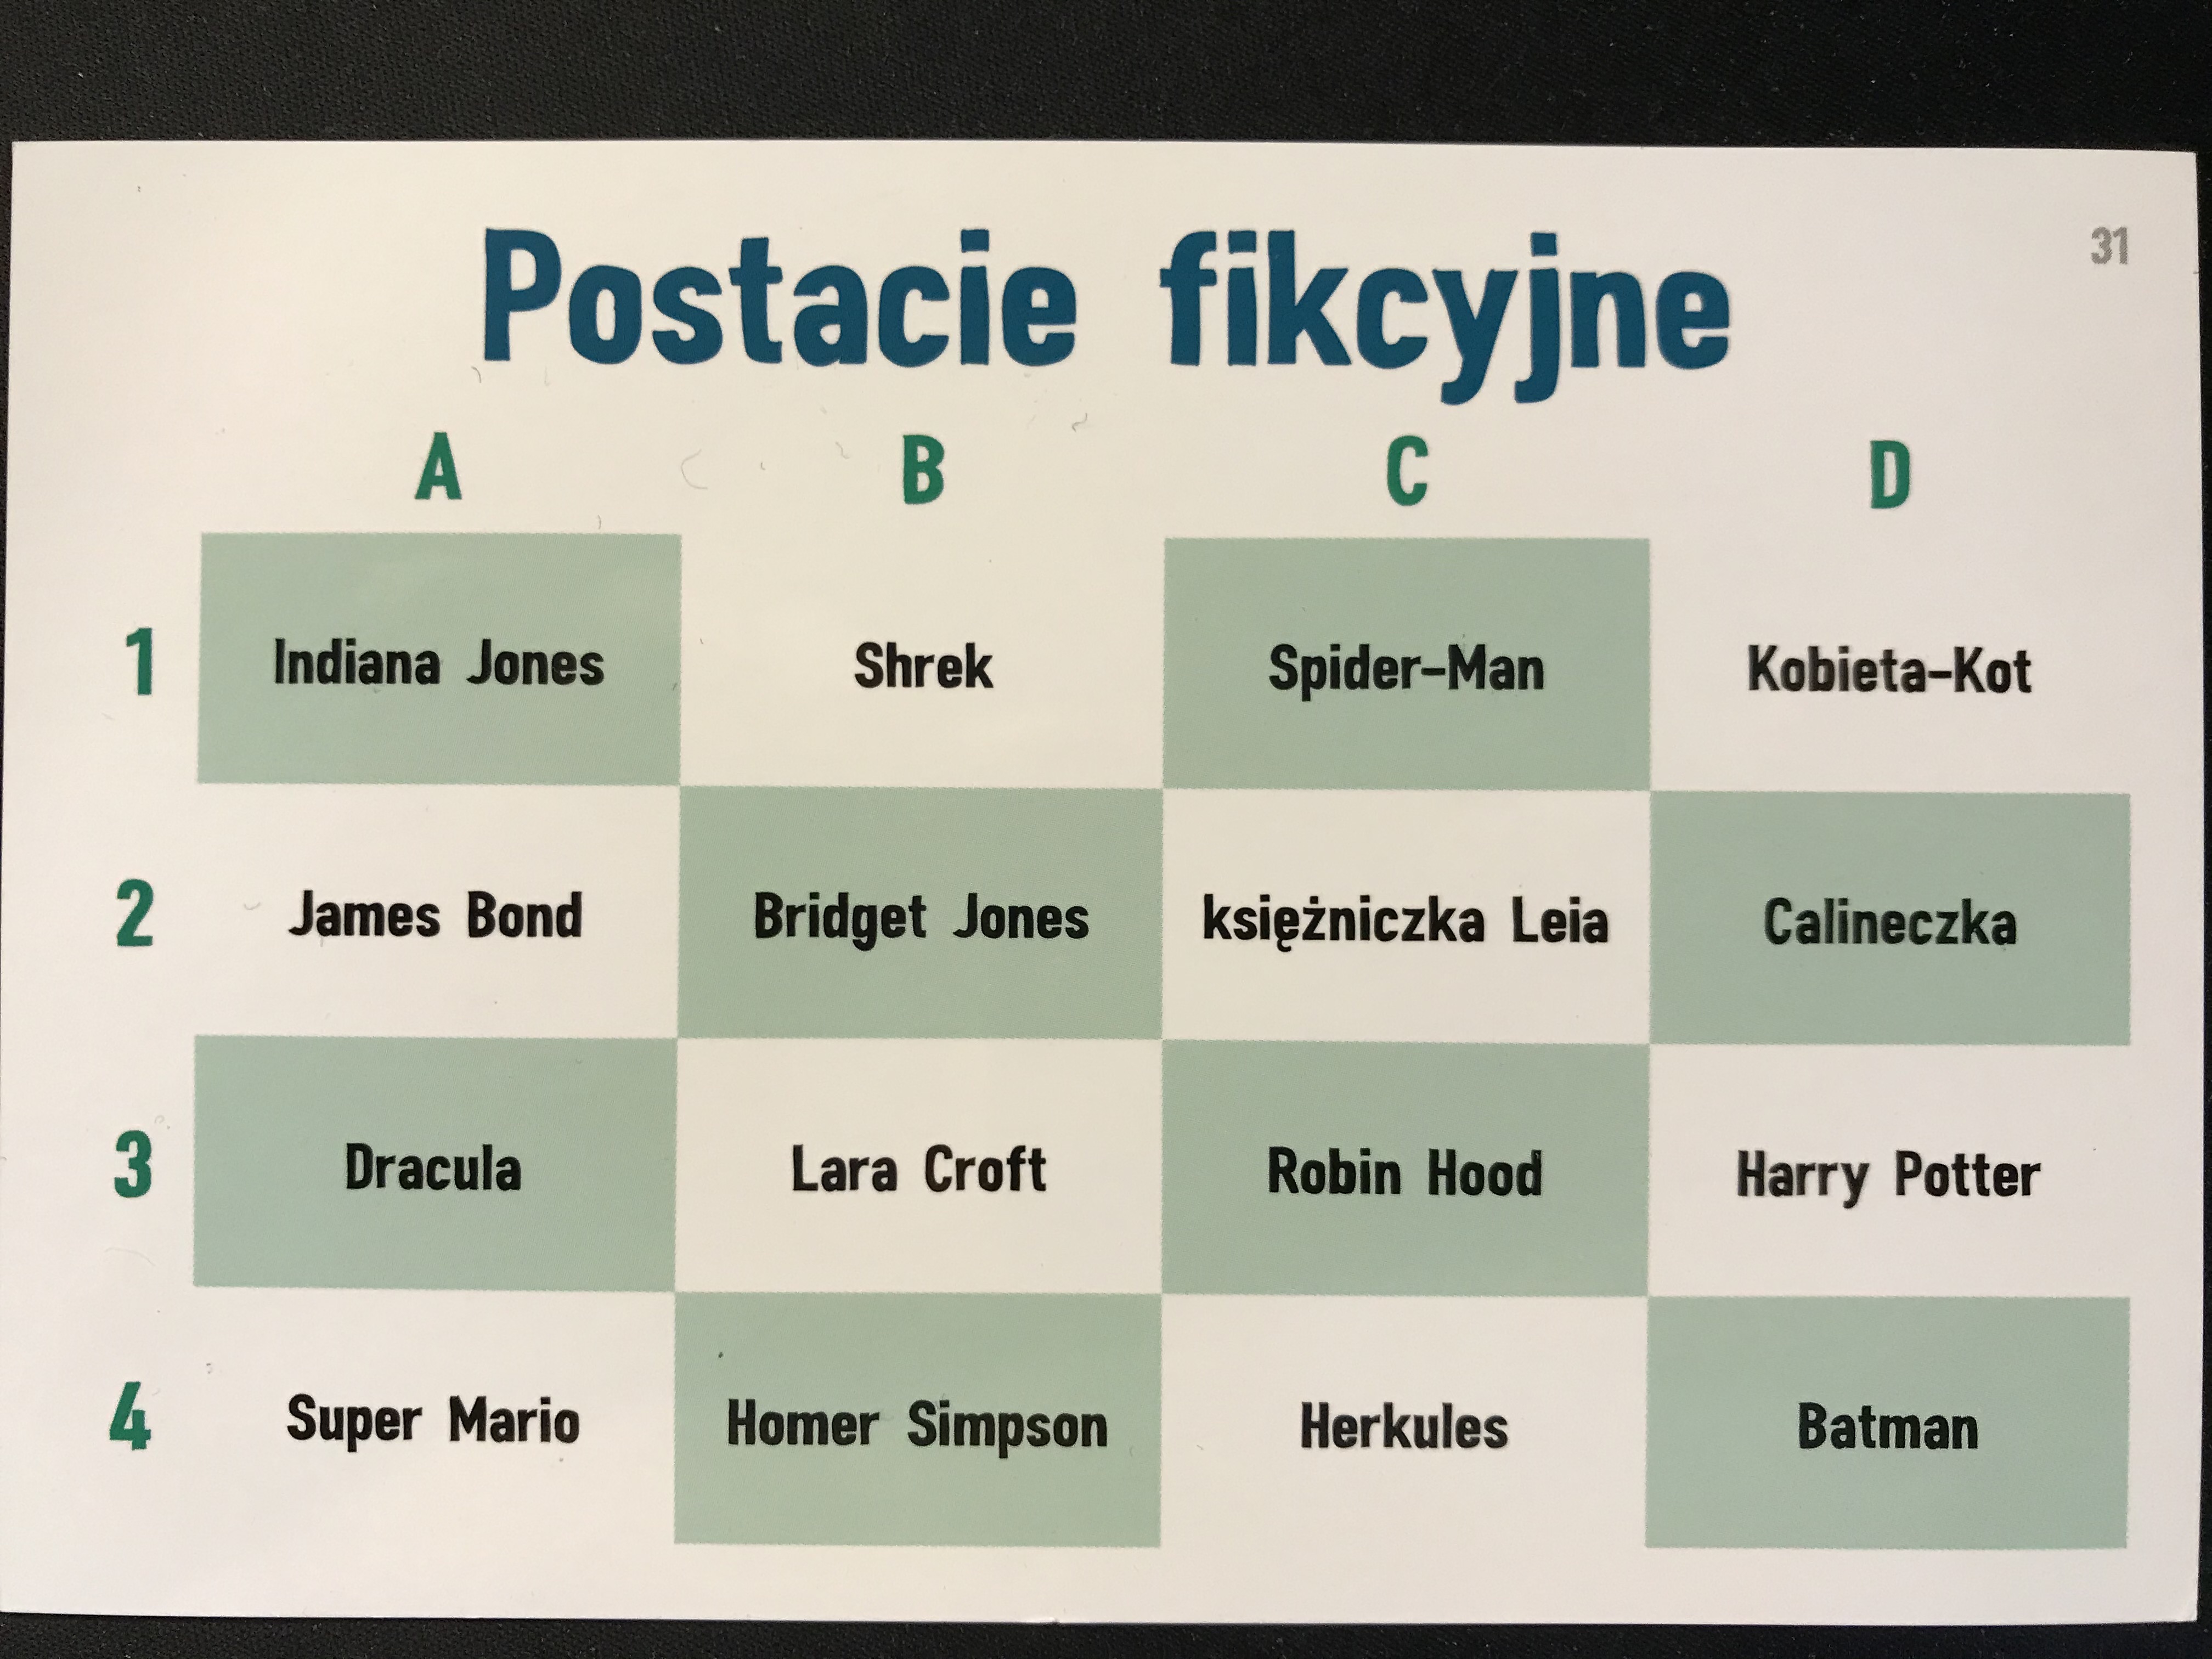 31
Postacie fikcyjne
A B C D
1 Indiana Jones Shrek Spider-Man Kobieta-Kot
2 James Bond Bridget Jones księżniczka Leia Calineczka
3 Dracula Lara Croft Robin Hood Harry Potter
4 Super Mario Homer Simpson Herkules Batman